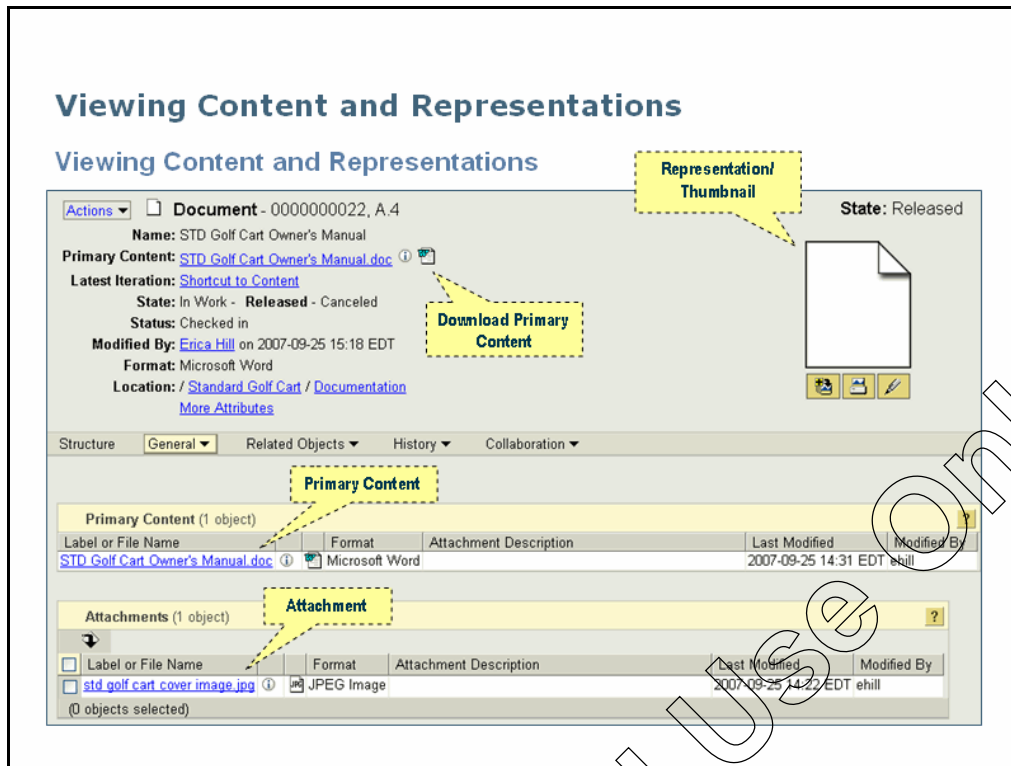 Viewing Content and Representations
Viewing Content and Representations
Representation/
Thumbnail
Actions Document - 0000000022, A.4
State: Released
Name: STD Golf Cart Owner's Manual
Primary Content: STD Golf Cart Owner's Manual.doc
Latest Iteration: Shortcut to Content
State: In Work - Released - Canceled
Status: Checked in
Modified By: Erica Hill on 2007-09-25 15:18 EDT
Format: Microsoft Word
Location: / Standard Golf Cart / Documentation
More Attributes
Download Primary
Content
Structure General Related Objects History Collaboration
Primary Content
Primary Content (1 object) ?
Label or File Name Format Attachment Description Last Modified Modified By
STD Golf Cart Owner's Manual.doc Microsoft Word 2007-09-25 14:31 EDT ehill
Attachment
Attachments (1 object) ?
Label or File Name Format Attachment Description Last Modified Modified By
std golf cart cover image.jpg JPEG Image 2007-09-25 14:22 EDT ehill
(0 objects selected)
Use